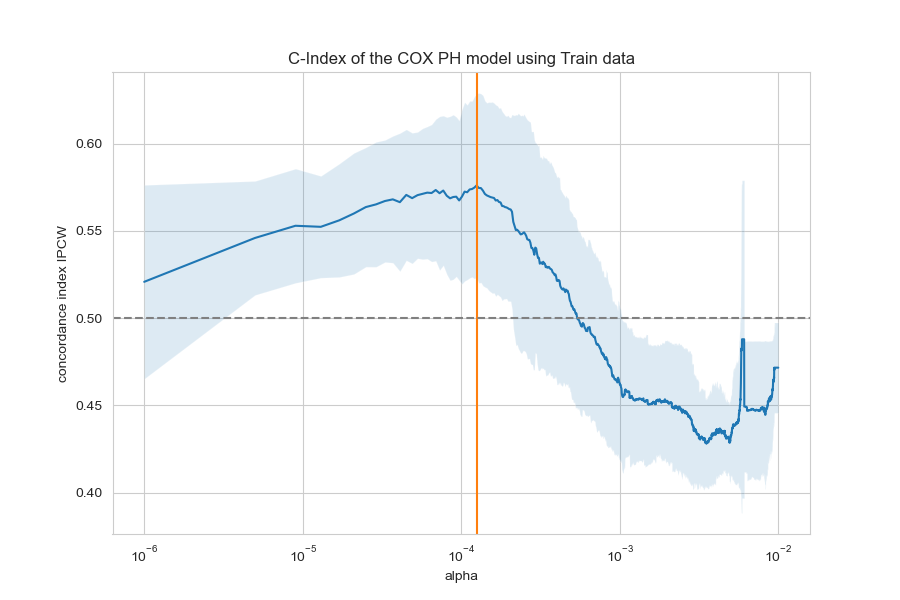 C-Index of the COX PH model using Train data
concordance index IPCW
0.60
0.55
0.50
0.45
0.40
10⁻⁶ 10⁻⁵ 10⁻⁴ 10⁻³ 10⁻²
alpha